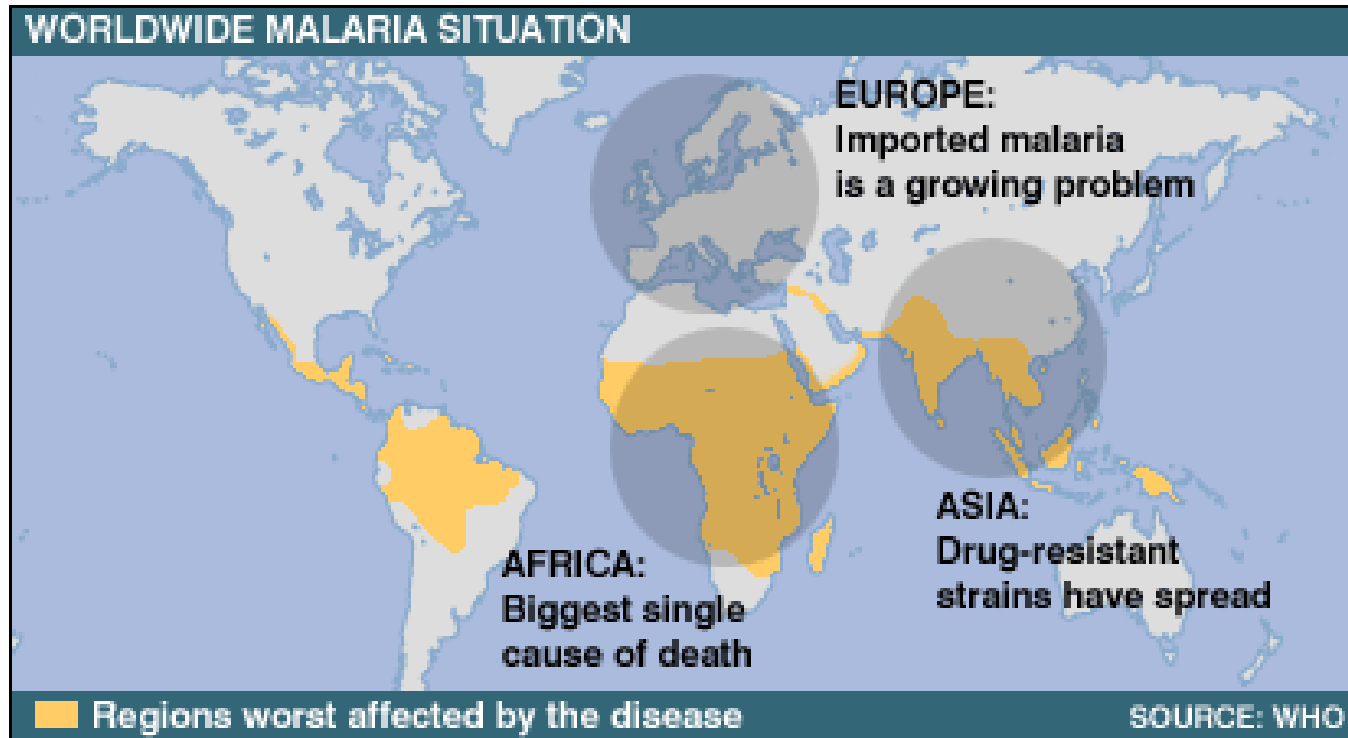 WORLDWIDE MALARIA SITUATION
EUROPE:
Imported malaria
is a growing problem
ASIA:
Drug-resistant
strains have spread
AFRICA:
Biggest single
cause of death
Regions worst affected by the disease
SOURCE: WHO